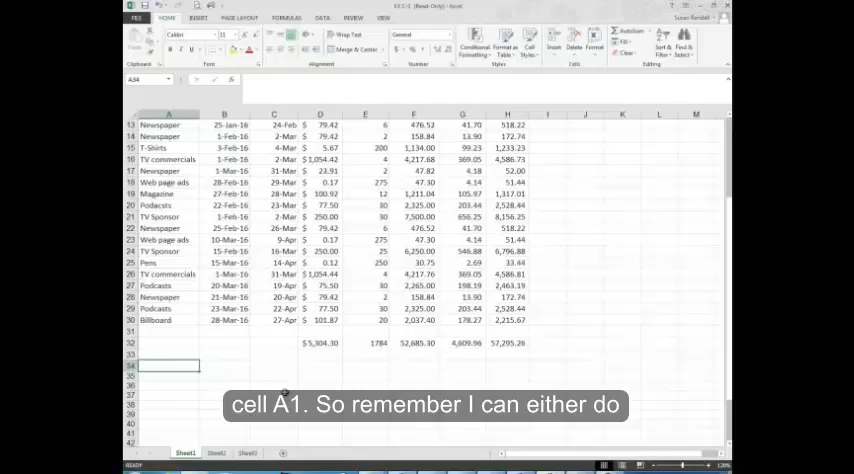 EX C-1 [Read-Only] - Excel
FILE HOME INSERT PAGE LAYOUT FORMULAS DATA REVIEW VIEW Susan Rendell
Calibri 11 Wrap Text General AutoSum
Paste B I U Merge & Center $ % Conditional Format as Cell Insert Delete Format Fill Sort & Find &
Formatting Table Styles Clear Filter Select
Clipboard Font Alignment Number Styles Cells Editing
A34 fx
A B C D E F G H I J K L M
13 Newspaper 25-Jan-16 24-Feb $ 79.42 6 476.52 41.70 518.22
14 Newspaper 1-Feb-16 2-Mar $ 79.42 2 158.84 13.90 172.74
15 T-Shirts 3-Feb-16 4-Mar $ 5.67 200 1,134.00 99.23 1,233.23
16 TV commercials 1-Feb-16 2-Mar $ 1,054.42 4 4,217.68 369.05 4,586.73
17 Newspaper 1-Mar-16 31-Mar $ 23.91 2 47.82 4.18 52.00
18 Web page ads 28-Feb-16 29-Mar $ 0.17 275 47.30 4.14 51.44
19 Magazine 27-Feb-16 28-Mar $ 100.92 12 1,211.04 105.97 1,317.01
20 Podacsts 22-Feb-16 23-Mar $ 77.50 30 2,325.00 203.44 2,528.44
21 TV Sponsor 1-Feb-16 2-Mar $ 250.00 30 7,500.00 656.25 8,156.25
22 Newspaper 25-Feb-16 26-Mar $ 79.42 6 476.52 41.70 518.22
23 Web page ads 10-Mar-16 9-Apr $ 0.17 275 47.30 4.14 51.44
24 TV Sponsor 15-Feb-16 16-Mar $ 250.00 25 6,250.00 546.88 6,796.88
25 Pens 15-Mar-16 14-Apr $ 0.12 250 30.75 2.69 33.44
26 TV commercials 1-Mar-16 31-Mar $ 1,054.44 4 4,217.76 369.05 4,586.81
27 Podcasts 20-Mar-16 19-Apr $ 75.50 30 2,265.00 198.19 2,463.19
28 Newspaper 21-Mar-16 20-Apr $ 79.42 2 158.84 13.90 172.74
29 Podcasts 23-Mar-16 22-Apr $ 77.50 30 2,325.00 203.44 2,528.44
30 Billboard 28-Mar-16 27-Apr $ 101.87 20 2,037.40 178.27 2,215.67
31
32 $ 5,304.30 1784 52,685.30 4,609.96 57,295.26
33
34
35
36
37
38
39
40
41
42
cell A1. So remember I can either do
Sheet1 Sheet2 Sheet3
READY 120%